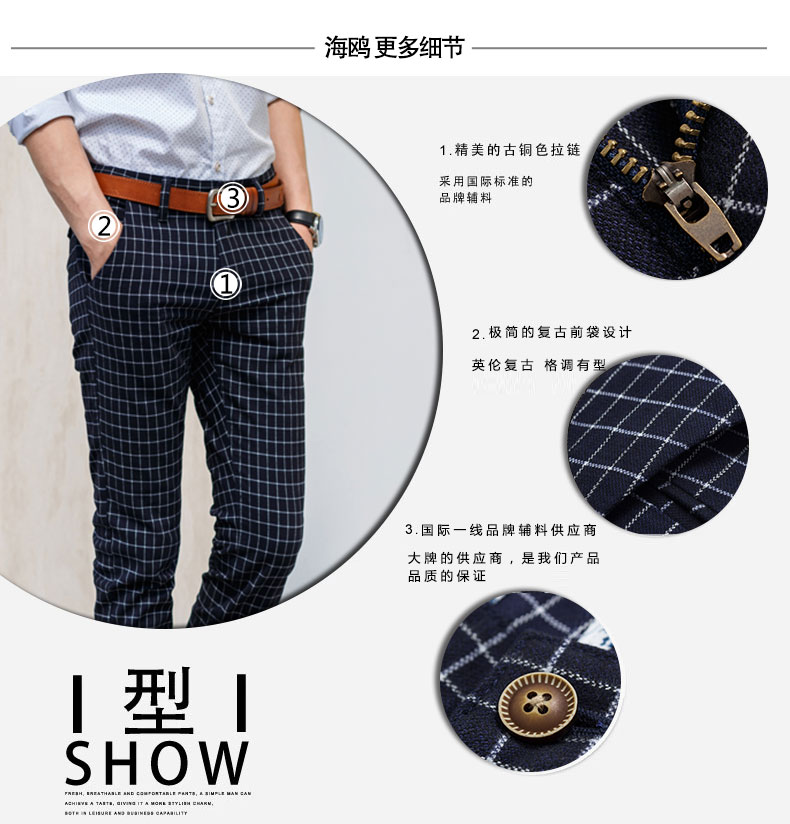 海鸥 更多细节
1.精美的古铜色拉链
采用国际标准的
品牌辅料
3
2
1
2.极简的复古前袋设计
英伦复古 格调有型
3.国际一线品牌辅料供应商
大牌的供应商，是我们产品
品质的保证
型
SHOW
FRESH, BREATHABLE AND COMFORTABLE PANTS, A SIMPLE MAN CAN
ACHIEVE A TASTE, GIVING IT A MORE STYLISH CHARM,
BOTH IN LEISURE AND BUSINESS CAPABILITY